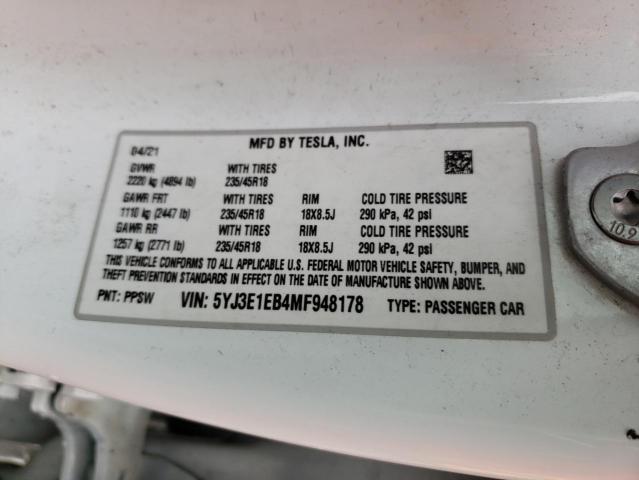 MFD BY TESLA, INC.
04/21
GVWR WITH TIRES
2220 kg (4894 lb) 235/45R18
GAWR FRT WITH TIRES RIM COLD TIRE PRESSURE
1110 kg (2447 lb) 235/45R18 18X8.5J 290 kPa, 42 psi
GAWR RR WITH TIRES RIM COLD TIRE PRESSURE
1257 kg (2771 lb) 235/45R18 18X8.5J 290 kPa, 42 psi
THIS VEHICLE CONFORMS TO ALL APPLICABLE U.S. FEDERAL MOTOR VEHICLE SAFETY, BUMPER, AND
THEFT PREVENTION STANDARDS IN EFFECT ON THE DATE OF MANUFACTURE SHOWN ABOVE.
PNT: PPSW VIN: 5YJ3E1EB4MF948178 TYPE: PASSENGER CAR
10.9